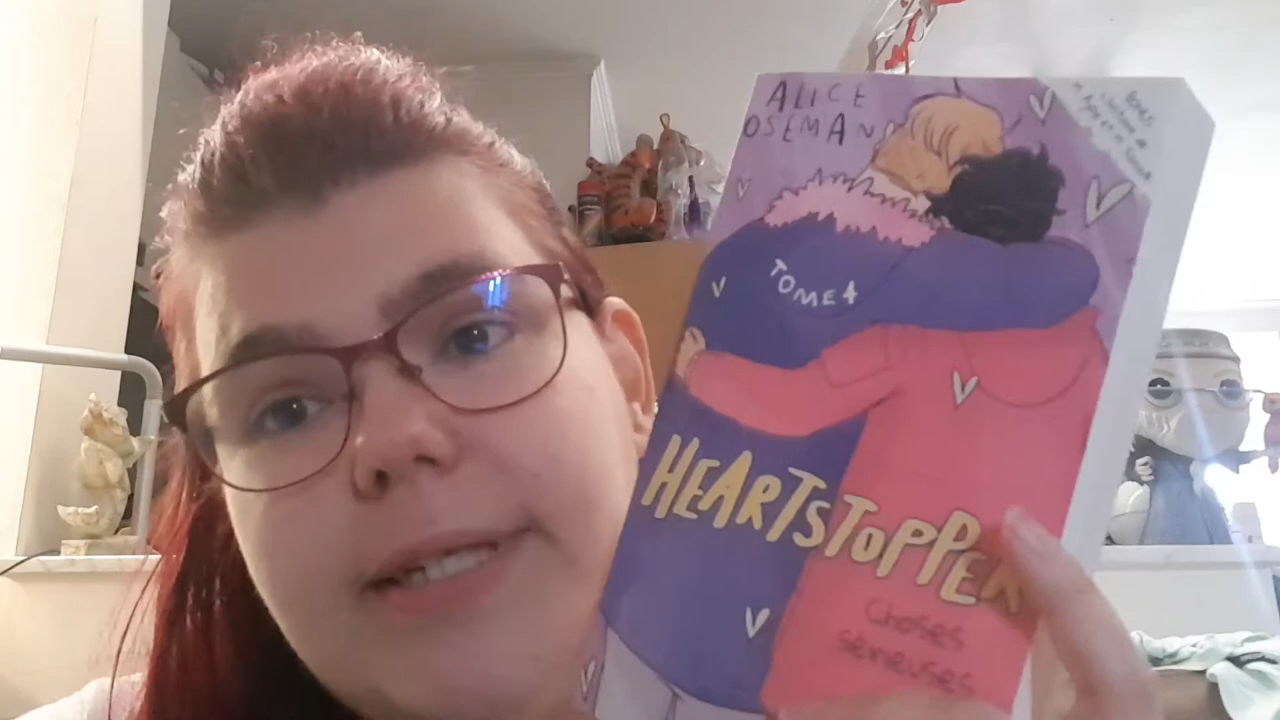 ALICE
OSEMAN
TOME 4
HEARTSTOPPER
Choses
sérieuses